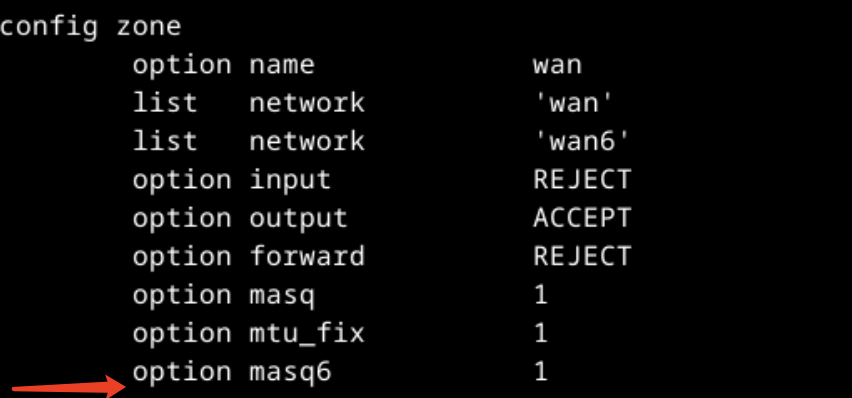 config zone
option name wan
list network 'wan'
list network 'wan6'
option input REJECT
option output ACCEPT
option forward REJECT
option masq 1
option mtu_fix 1
option masq6 1